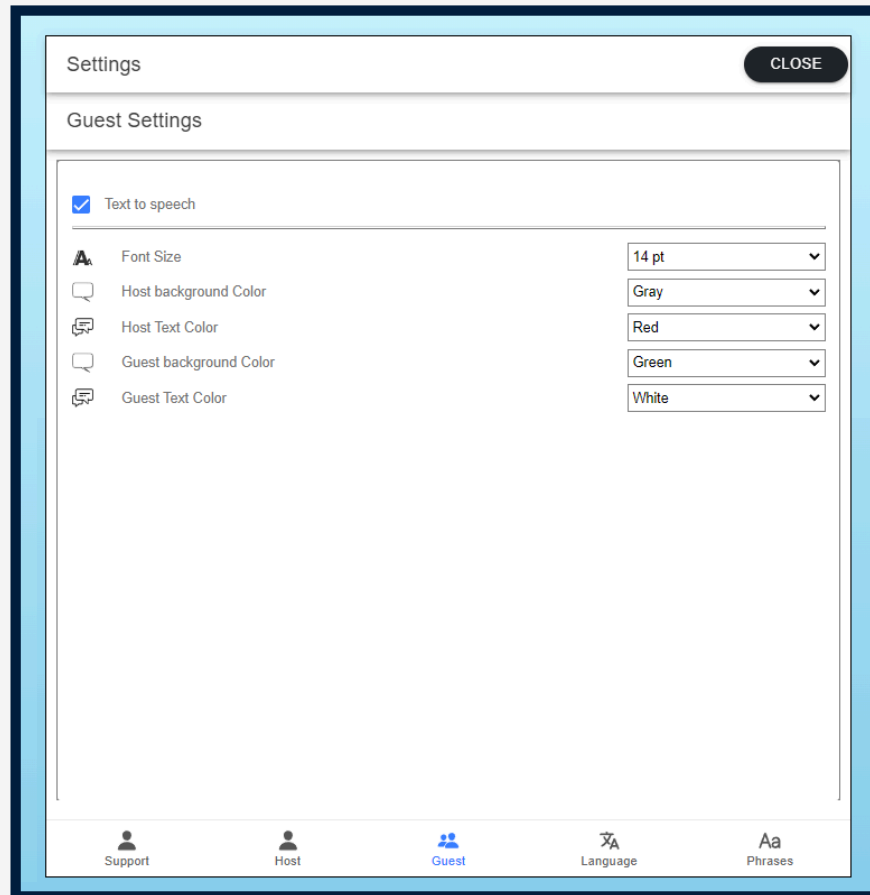 Settings
CLOSE
Guest Settings
Text to speech
Font Size
14 pt
Host background Color
Gray
Host Text Color
Red
Guest background Color
Green
Guest Text Color
White
Support
Host
Guest
Language
Aa
Phrases